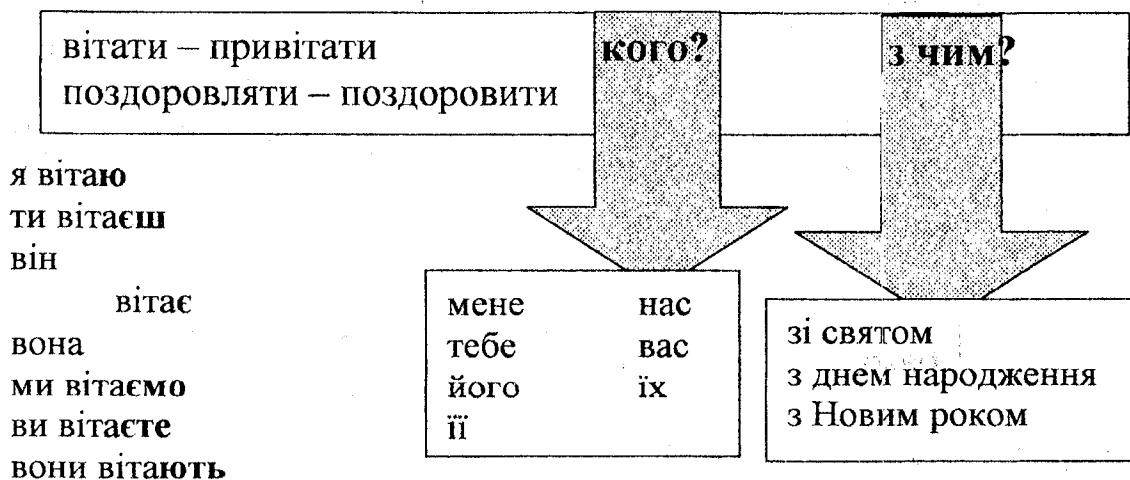 вітати – привітати
поздоровляти – поздоровити
кого?
з чим?
я вітаю
ти вітаєш
він
вітає
вона
ми вітаємо
ви вітаєте
вони вітають
мене нас
тебе вас
його їх
її
зі святом
з днем народження
з Новим роком